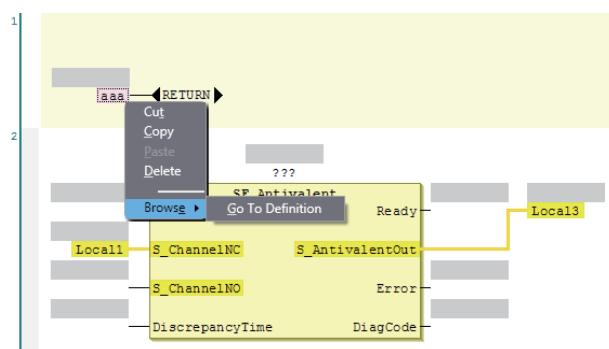 1
aaa RETURN
Cut
Copy
Paste
Delete
Browse
Go To Definition
2
???
SF_Antivalent
Ready
Local3
Local1 S_ChannelNC S_AntivalentOut
S_ChannelNO Error
DiscrepancyTime DiagCode